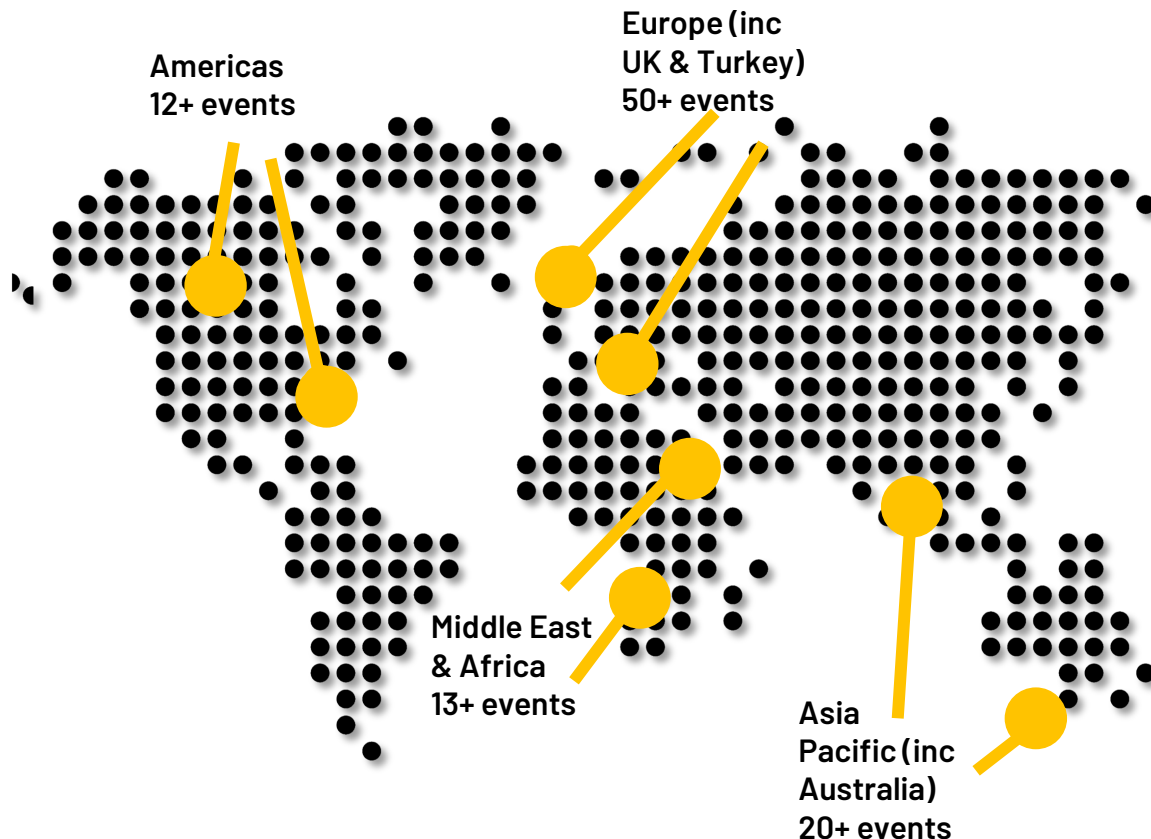 Americas
12+ events
Europe (inc
UK & Turkey)
50+ events
Middle East
& Africa
13+ events
Asia
Pacific (inc
Australia)
20+ events